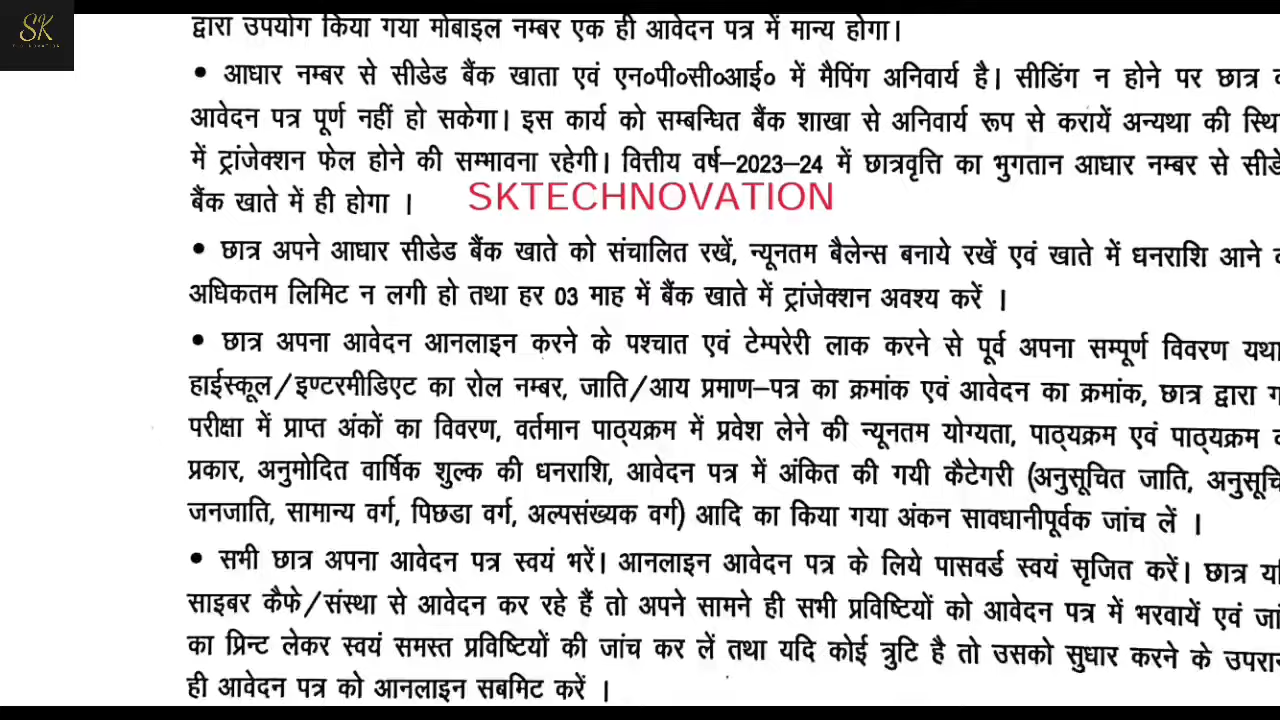 SK
द्वारा उपयोग किया गया मोबाइल नम्बर एक ही आवेदन पत्र में मान्य होगा।
• आधार नम्बर से सीडेड बैंक खाता एवं एन०पी०सी०आई० में मैपिंग अनिवार्य है। सीडिंग न होने पर छात्र
आवेदन पत्र पूर्ण नहीं हो सकेगा। इस कार्य को सम्बन्धित बैंक शाखा से अनिवार्य रूप से करायें अन्यथा की
में ट्रांजेक्शन फेल होने की सम्भावना रहेगी। वित्तीय वर्ष–2023–24 में छात्रवृत्ति का भुगतान आधार नम्बर से
बैंक खाते में ही होगा ।
SKTECHNOVATION
• छात्र अपने आधार सीडेड बैंक खाते को संचालित रखें, न्यूनतम बैलेन्स बनाये रखें एवं खाते में धनराशि आने
अधिकतम लिमिट न लगी हो तथा हर 03 माह में बैंक खाते में ट्रांजेक्शन अवश्य करें ।
• छात्र अपना आवेदन आनलाइन करने के पश्चात एवं टेम्परेरी लाक करने से पूर्व अपना सम्पूर्ण विवरण यथा
हाईस्कूल/इण्टरमीडिएट का रोल नम्बर, जाति/आय प्रमाण–पत्र का क्रमांक एवं आवेदन का क्रमांक, छात्र द्वारा
परीक्षा में प्राप्त अंकों का विवरण, वर्तमान पाठ्यक्रम में प्रवेश लेने की न्यूनतम योग्यता, पाठ्यक्रम एवं पाठ्यक्रम
प्रकार, अनुमोदित वार्षिक शुल्क की धनराशि, आवेदन पत्र में अंकित की गयी कैटेगरी (अनुसूचित जाति,
जनजाति, सामान्य वर्ग, पिछडा वर्ग, अल्पसंख्यक वर्ग) आदि का किया गया अंकन सावधानीपूर्वक जांच लें ।
• सभी छात्र अपना आवेदन पत्र स्वयं भरें। आनलाइन आवेदन पत्र के लिये पासवर्ड स्वयं सृजित करें। छात्र
साइबर कैफे/संस्था से आवेदन कर रहे हैं तो अपने सामने ही सभी प्रविष्टियों को आवेदन पत्र में भरवायें एवं
का प्रिन्ट लेकर स्वयं समस्त प्रविष्टियों की जांच कर लें तथा यदि कोई त्रुटि है तो उसको सुधार करने के
ही आवेदन पत्र को आनलाइन सबमिट करें ।